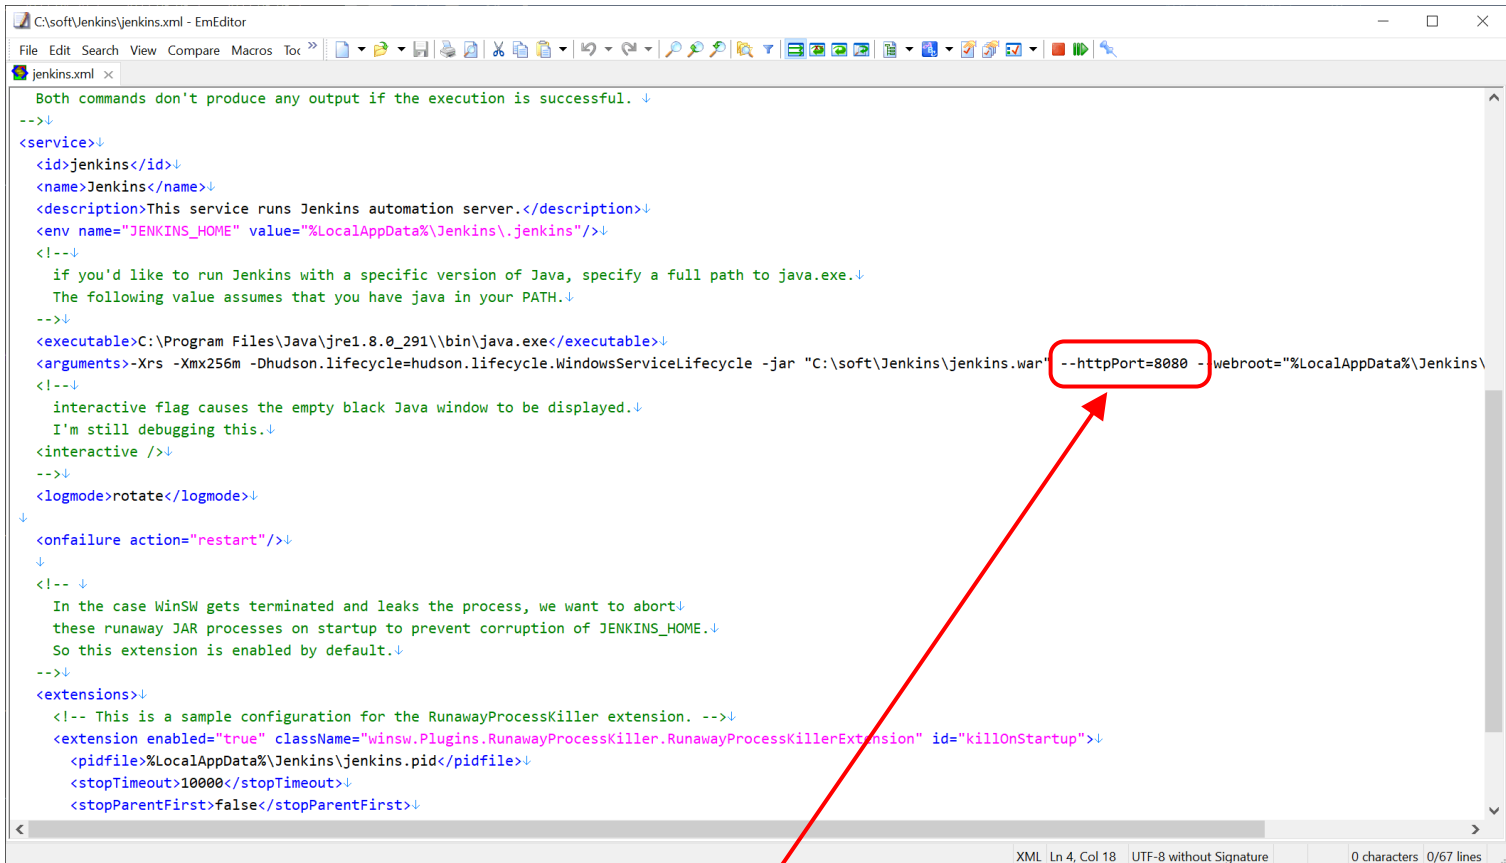 C:\soft\Jenkins\jenkins.xml - EmEditor
File Edit Search View Compare Macros Toc »
jenkins.xml
Both commands don't produce any output if the execution is successful. ↓
-->↓
<service>↓
<id>jenkins</id>↓
<name>Jenkins</name>↓
<description>This service runs Jenkins automation server.</description>↓
<env name="JENKINS_HOME" value="%LocalAppData%\Jenkins\.jenkins"/>↓
<!--↓
if you'd like to run Jenkins with a specific version of Java, specify a full path to java.exe.↓
The following value assumes that you have java in your PATH.↓
-->↓
<executable>C:\Program Files\Java\jre1.8.0_291\\bin\java.exe</executable>↓
<arguments>-Xrs -Xmx256m -Dhudson.lifecycle=hudson.lifecycle.WindowsServiceLifecycle -jar "C:\soft\Jenkins\jenkins.war" --httpPort=8080 --webroot="%LocalAppData%\Jenkins\
<!--↓
interactive flag causes the empty black Java window to be displayed.↓
I'm still debugging this.↓
<interactive />↓
-->↓
<logmode>rotate</logmode>↓
↓
<onfailure action="restart"/>↓
↓
<!-- ↓
In the case WinSW gets terminated and leaks the process, we want to abort↓
these runaway JAR processes on startup to prevent corruption of JENKINS_HOME.↓
So this extension is enabled by default.↓
-->↓
<extensions>↓
<!-- This is a sample configuration for the RunawayProcessKiller extension. -->↓
<extension enabled="true" className="winsw.Plugins.RunawayProcessKiller.RunawayProcessKillerExtension" id="killOnStartup">↓
<pidfile>%LocalAppData%\Jenkins\jenkins.pid</pidfile>↓
<stopTimeout>10000</stopTimeout>↓
<stopParentFirst>false</stopParentFirst>↓
XML Ln 4, Col 18 UTF-8 without Signature 0 characters 0/67 lines